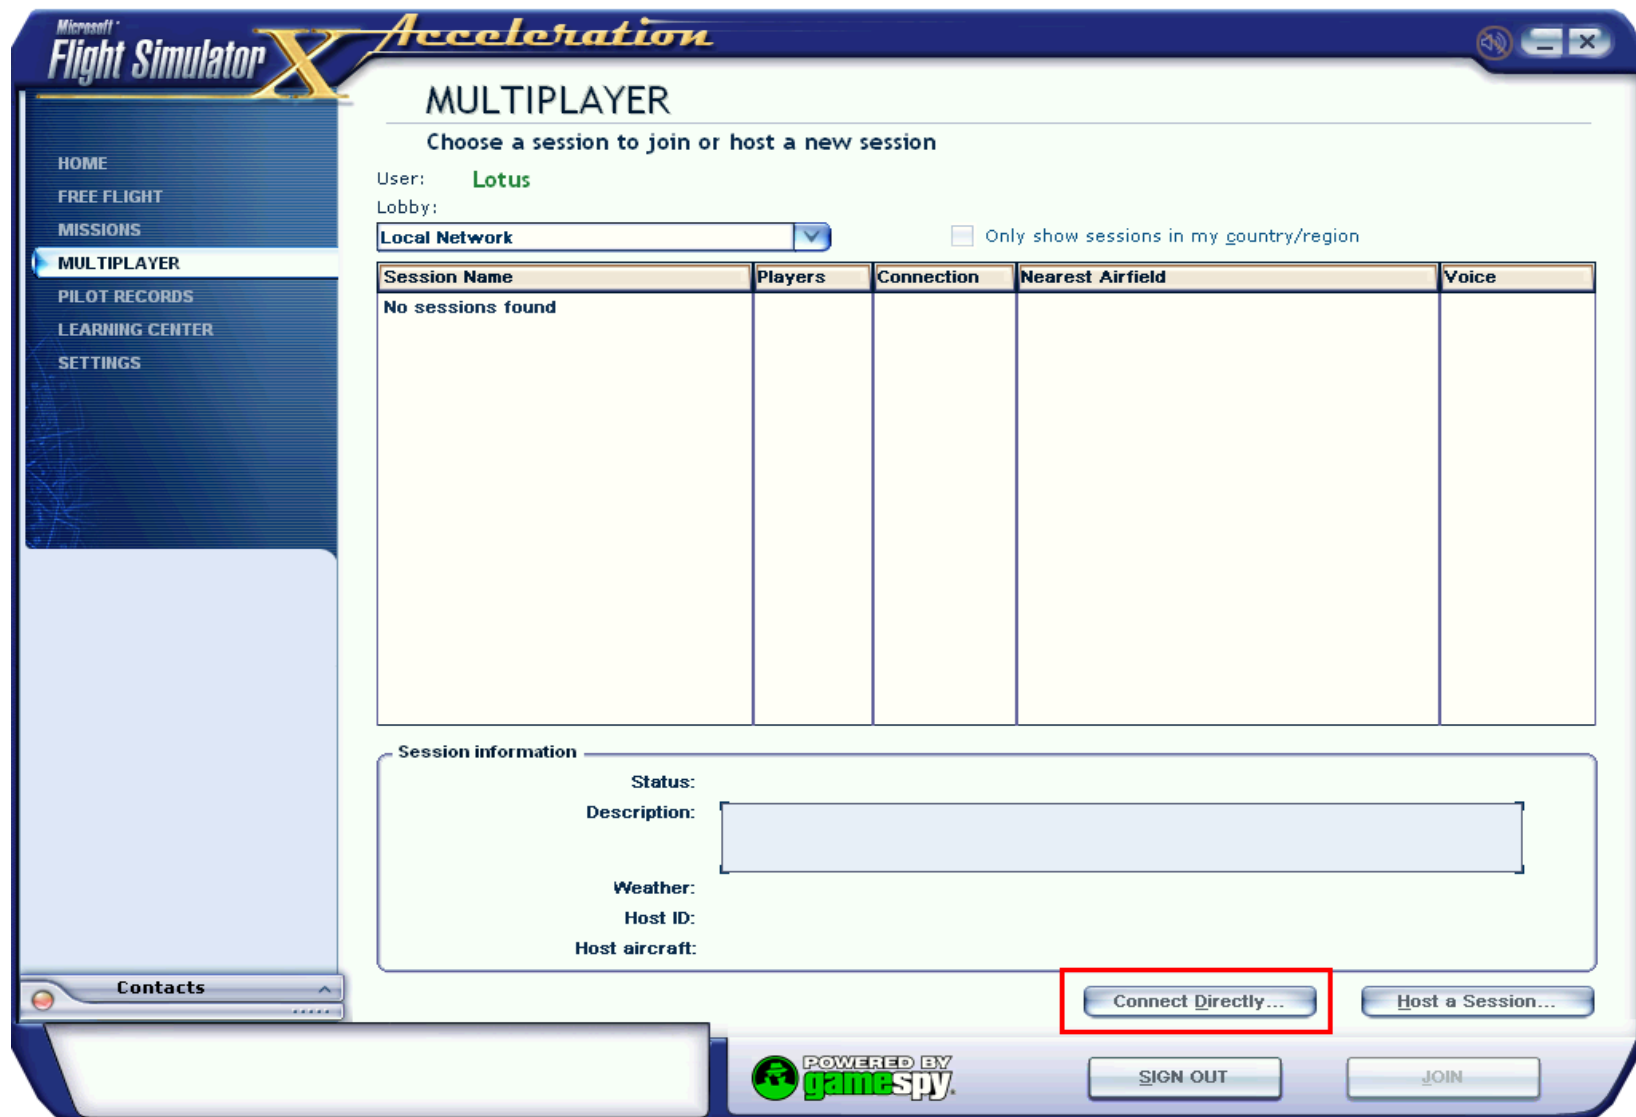 Microsoft
Flight Simulator X Acceleration
MULTIPLAYER
Choose a session to join or host a new session
HOME
FREE FLIGHT
MISSIONS
MULTIPLAYER
PILOT RECORDS
LEARNING CENTER
SETTINGS
User: Lotus
Lobby:
Local Network
Only show sessions in my country/region
Session Name Players Connection Nearest Airfield Voice
No sessions found
Session information
Status:
Description:
Weather:
Host ID:
Host aircraft:
Contacts
Connect Directly... Host a Session...
POWERED BY
gamespy.
SIGN OUT JOIN